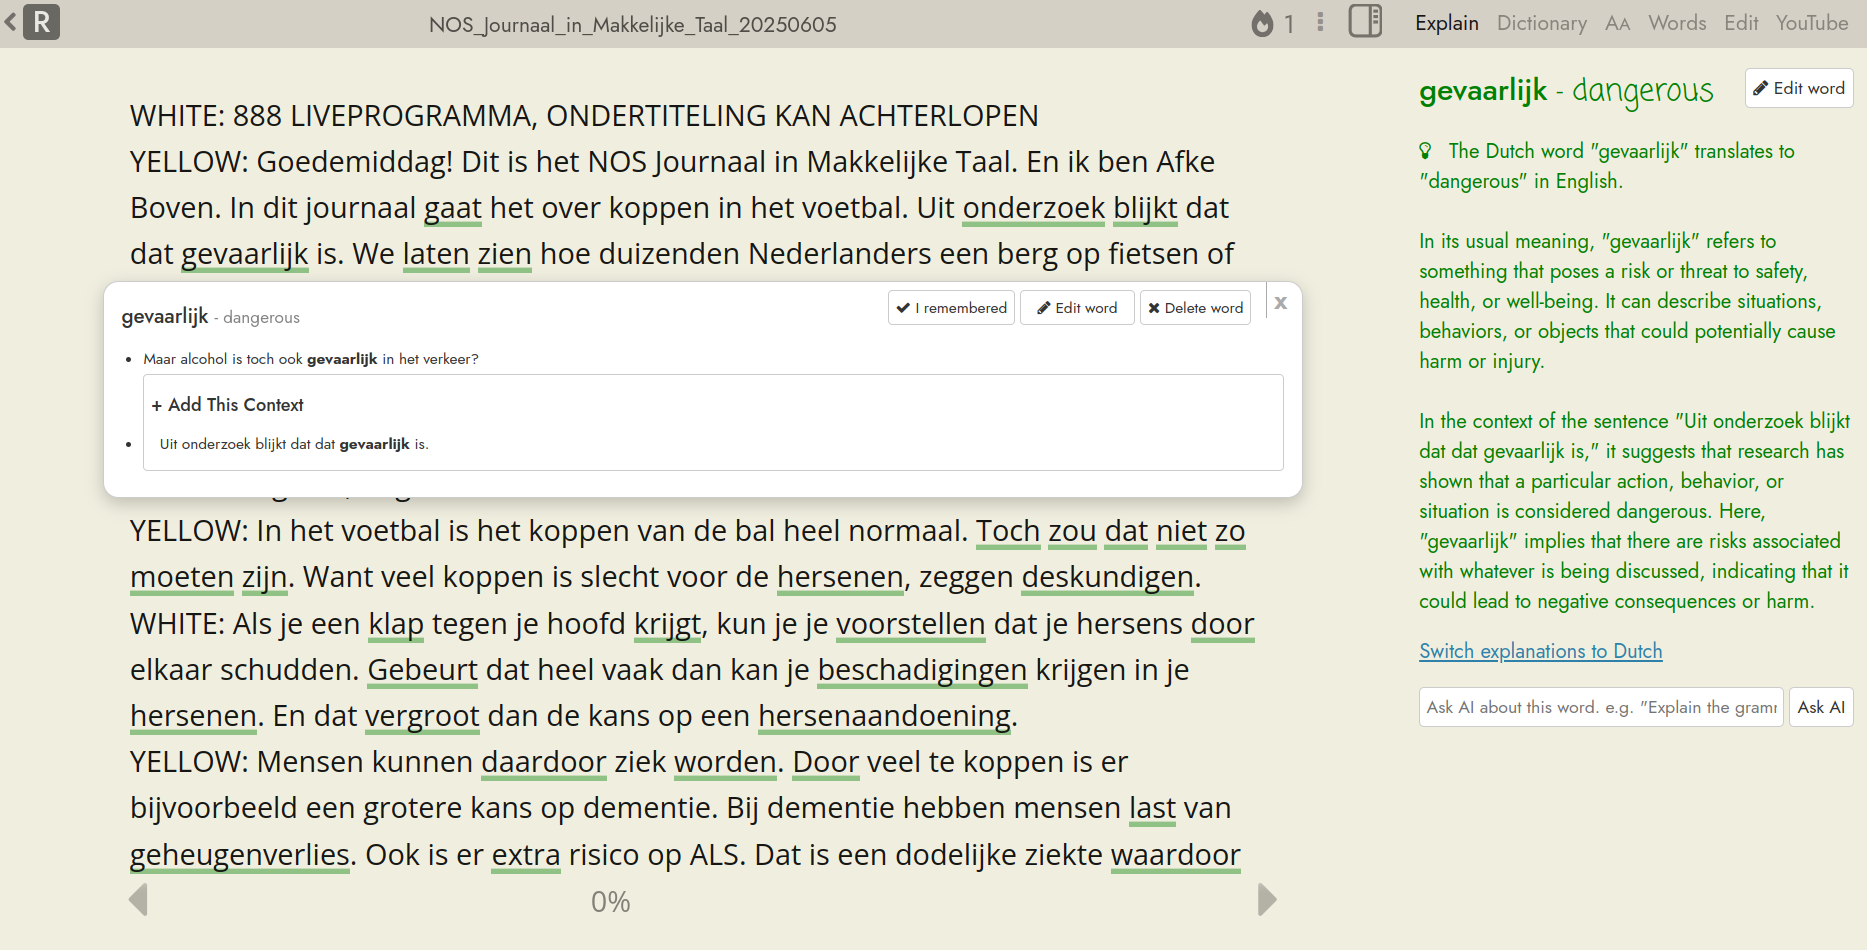 R
NOS_Journaal_in_Makkelijke_Taal_20250605
1
Explain Dictionary AA Words Edit YouTube
WHITE: 888 LIVEPROGRAMMA, ONDERTITELING KAN ACHTERLOPEN
YELLOW: Goedemiddag! Dit is het NOS Journaal in Makkelijke Taal. En ik ben Afke
Boven. In dit journaal gaat het over koppen in het voetbal. Uit onderzoek blijkt dat
dat gevaarlijk is. We laten zien hoe duizenden Nederlanders een berg op fietsen of
gevaarlijk - dangerous
I remembered
Edit word
Delete word
x
• Maar alcohol is toch ook gevaarlijk in het verkeer?
+ Add This Context
• Uit onderzoek blijkt dat dat gevaarlijk is.
YELLOW: In het voetbal is het koppen van de bal heel normaal. Toch zou dat niet zo
moeten zijn. Want veel koppen is slecht voor de hersenen, zeggen deskundigen.
WHITE: Als je een klap tegen je hoofd krijgt, kun je je voorstellen dat je hersens door
elkaar schudden. Gebeurt dat heel vaak dan kan je beschadigingen krijgen in je
hersenen. En dat vergroot dan de kans op een hersenaandoening.
YELLOW: Mensen kunnen daardoor ziek worden. Door veel te koppen is er
bijvoorbeeld een grotere kans op dementie. Bij dementie hebben mensen last van
geheugenverlies. Ook is er extra risico op ALS. Dat is een dodelijke ziekte waardoor
0%
gevaarlijk - dangerous
Edit word
The Dutch word "gevaarlijk" translates to
"dangerous" in English.
In its usual meaning, "gevaarlijk" refers to
something that poses a risk or threat to safety,
health, or well-being. It can describe situations,
behaviors, or objects that could potentially cause
harm or injury.
In the context of the sentence "Uit onderzoek blijkt
dat dat gevaarlijk is," it suggests that research has
shown that a particular action, behavior, or
situation is considered dangerous. Here,
"gevaarlijk" implies that there are risks associated
with whatever is being discussed, indicating that it
could lead to negative consequences or harm.
Switch explanations to Dutch
Ask AI about this word. e.g. "Explain the gramm
Ask AI